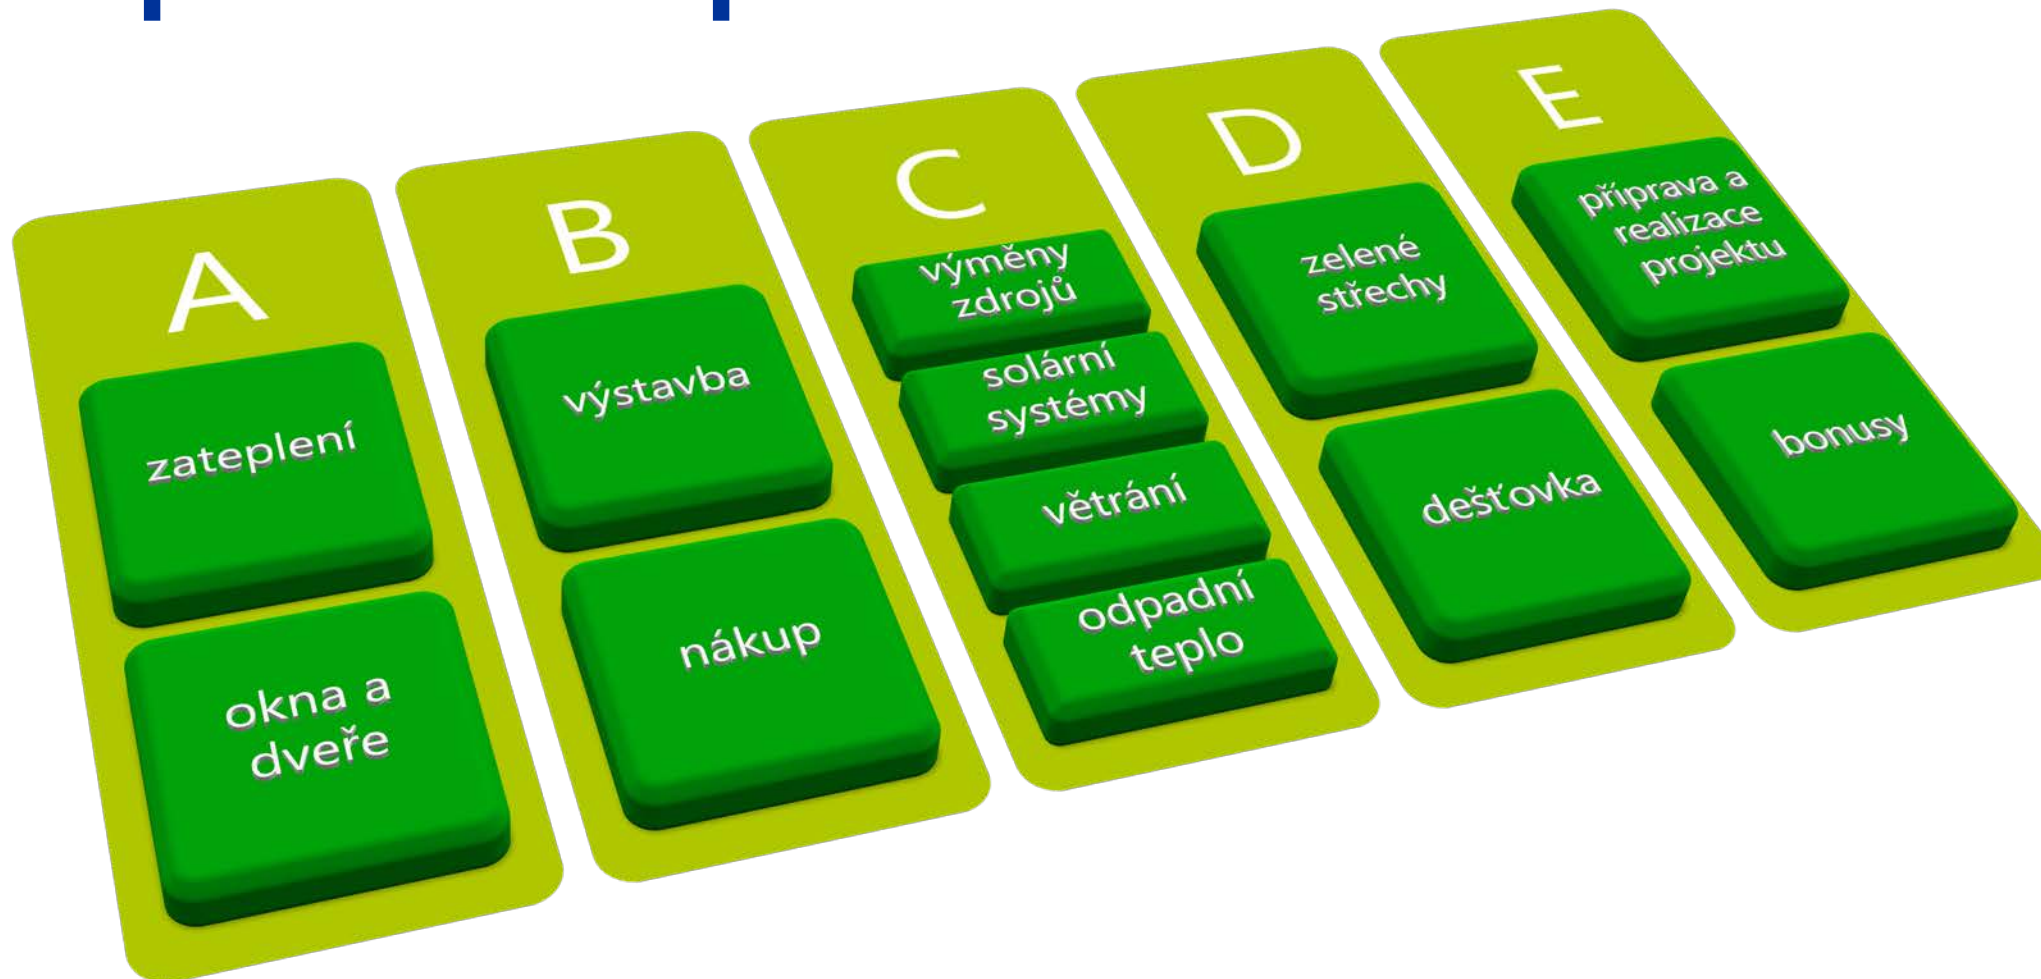 A
zateplení
okna a
dveře
B
výstavba
nákup
C
výměny
zdrojů
solární
systémy
větrání
odpadní
teplo
D
zelené
střechy
dešťovka
E
příprava a
realizace
projektu
bonusy